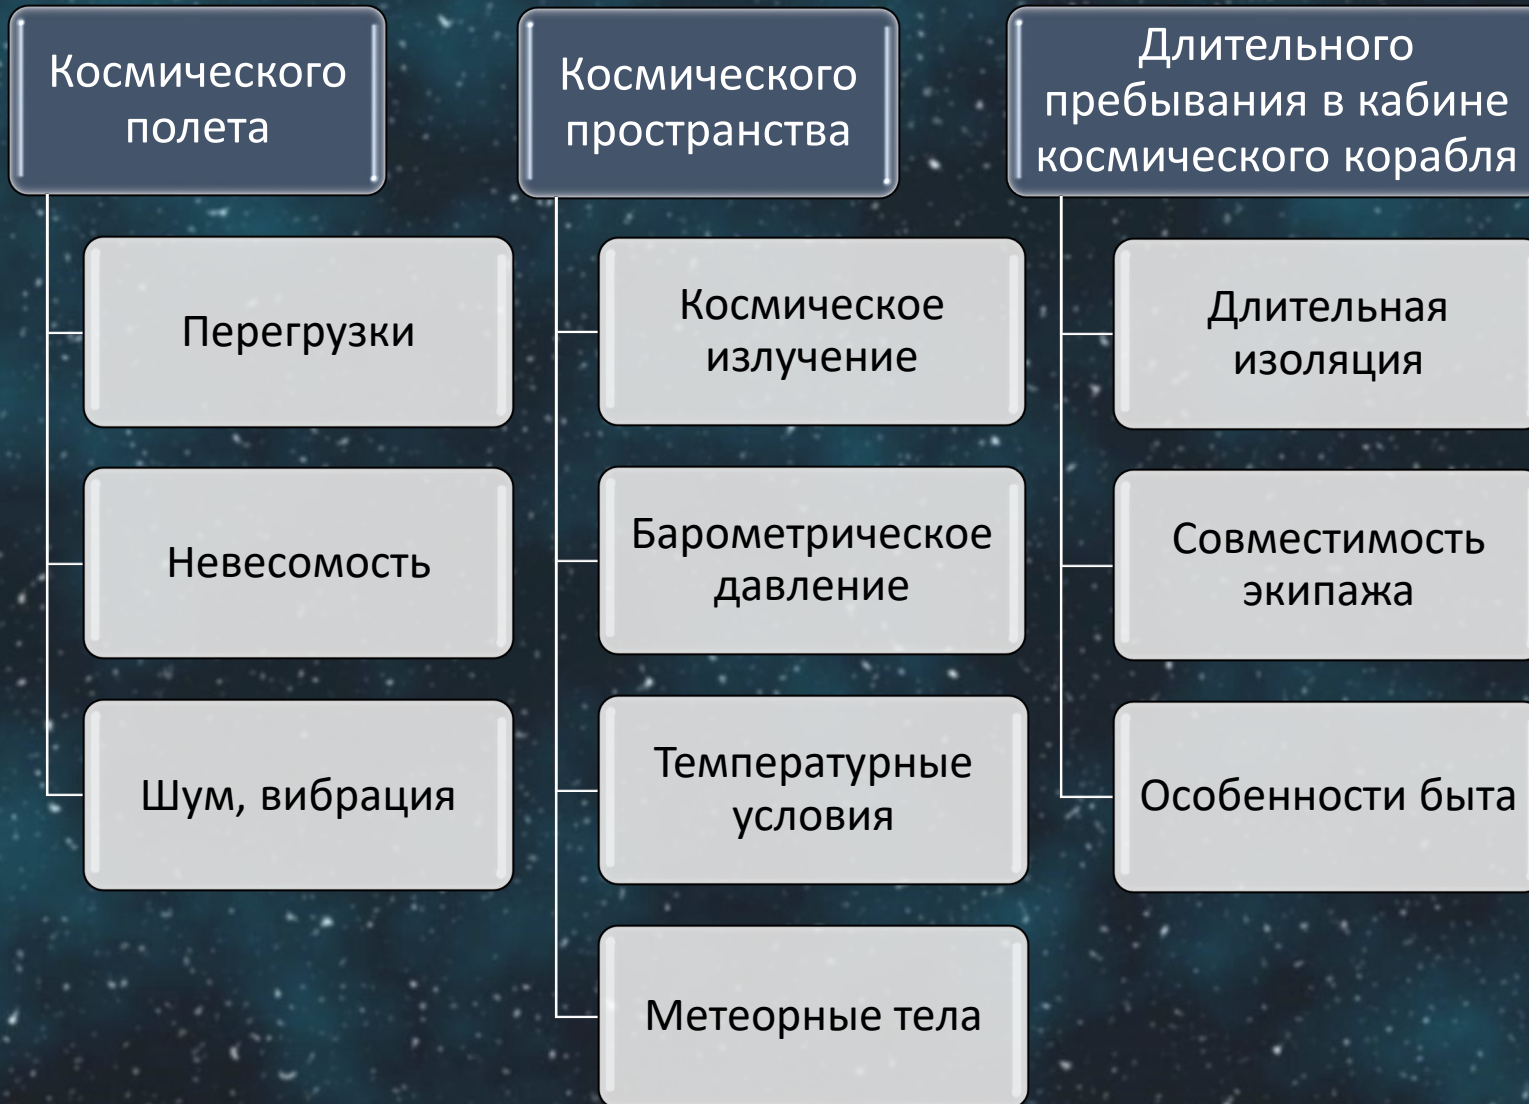 Космического
полета
Перегрузки
Невесомость
Шум, вибрация
Космического
пространства
Космическое
излучение
Барометрическое
давление
Температурные
условия
Метеорные тела
Длительного
пребывания в кабине
космического корабля
Длительная
изоляция
Совместимость
экипажа
Особенности быта